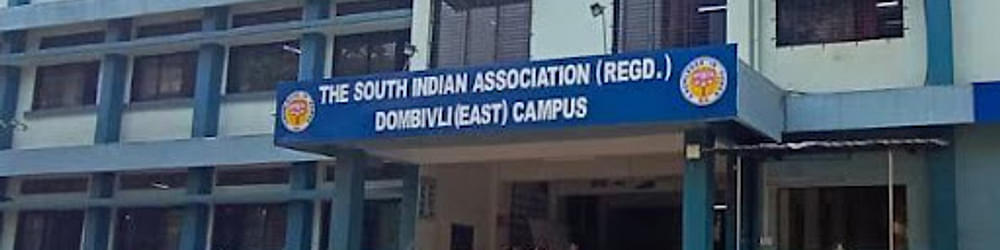 THE SOUTH INDIAN ASSOCIATION (REGD.)
DOMBIVLI (EAST) CAMPUS